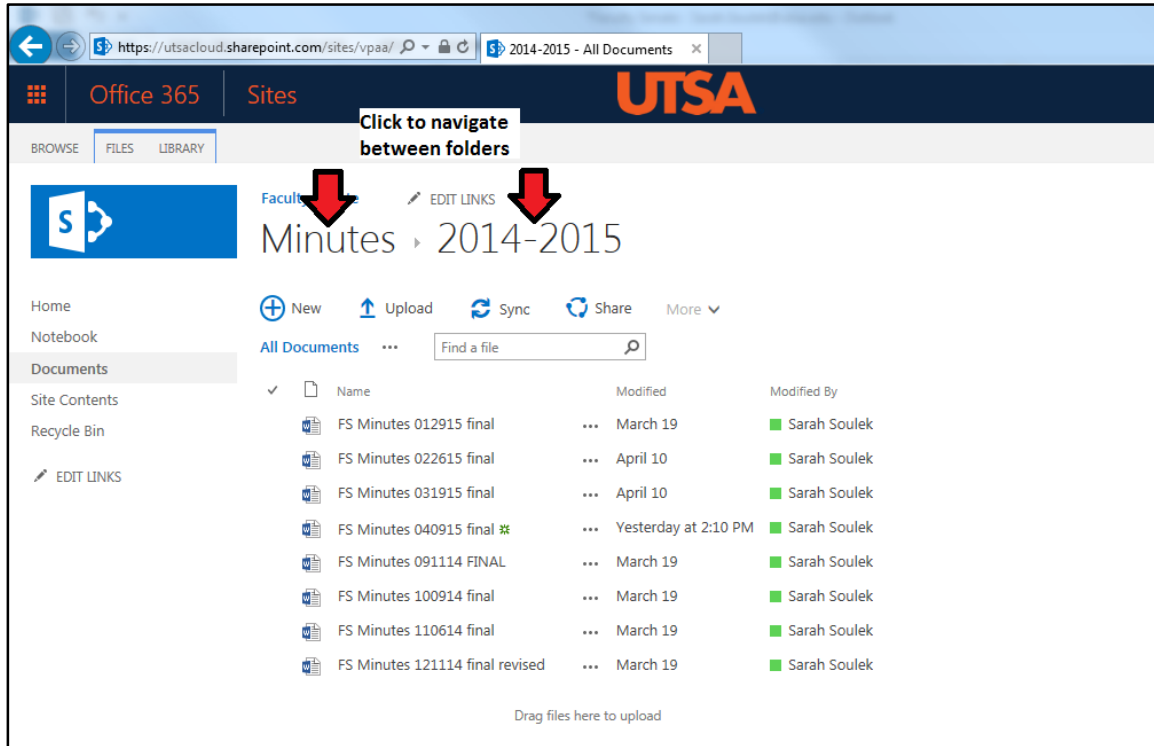 https://utsacloud.sharepoint.com/sites/vpaa/
2014-2015 - All Documents
Office 365
Sites
UTSA
Click to navigate
between folders
BROWSE FILES LIBRARY
S
EDIT LINKS
Minutes 2014-2015
Home
Notebook
Documents
Site Contents
Recycle Bin
EDIT LINKS
New Upload Sync Share More
All Documents ... Find a file
Name Modified Modified By
FS Minutes 012915 final ... March 19 Sarah Soulek
FS Minutes 022615 final ... April 10 Sarah Soulek
FS Minutes 031915 final ... April 10 Sarah Soulek
FS Minutes 040915 final ... Yesterday at 2:10 PM Sarah Soulek
FS Minutes 091114 FINAL ... March 19 Sarah Soulek
FS Minutes 100914 final ... March 19 Sarah Soulek
FS Minutes 110614 final ... March 19 Sarah Soulek
FS Minutes 121114 final revised ... March 19 Sarah Soulek
Drag files here to upload